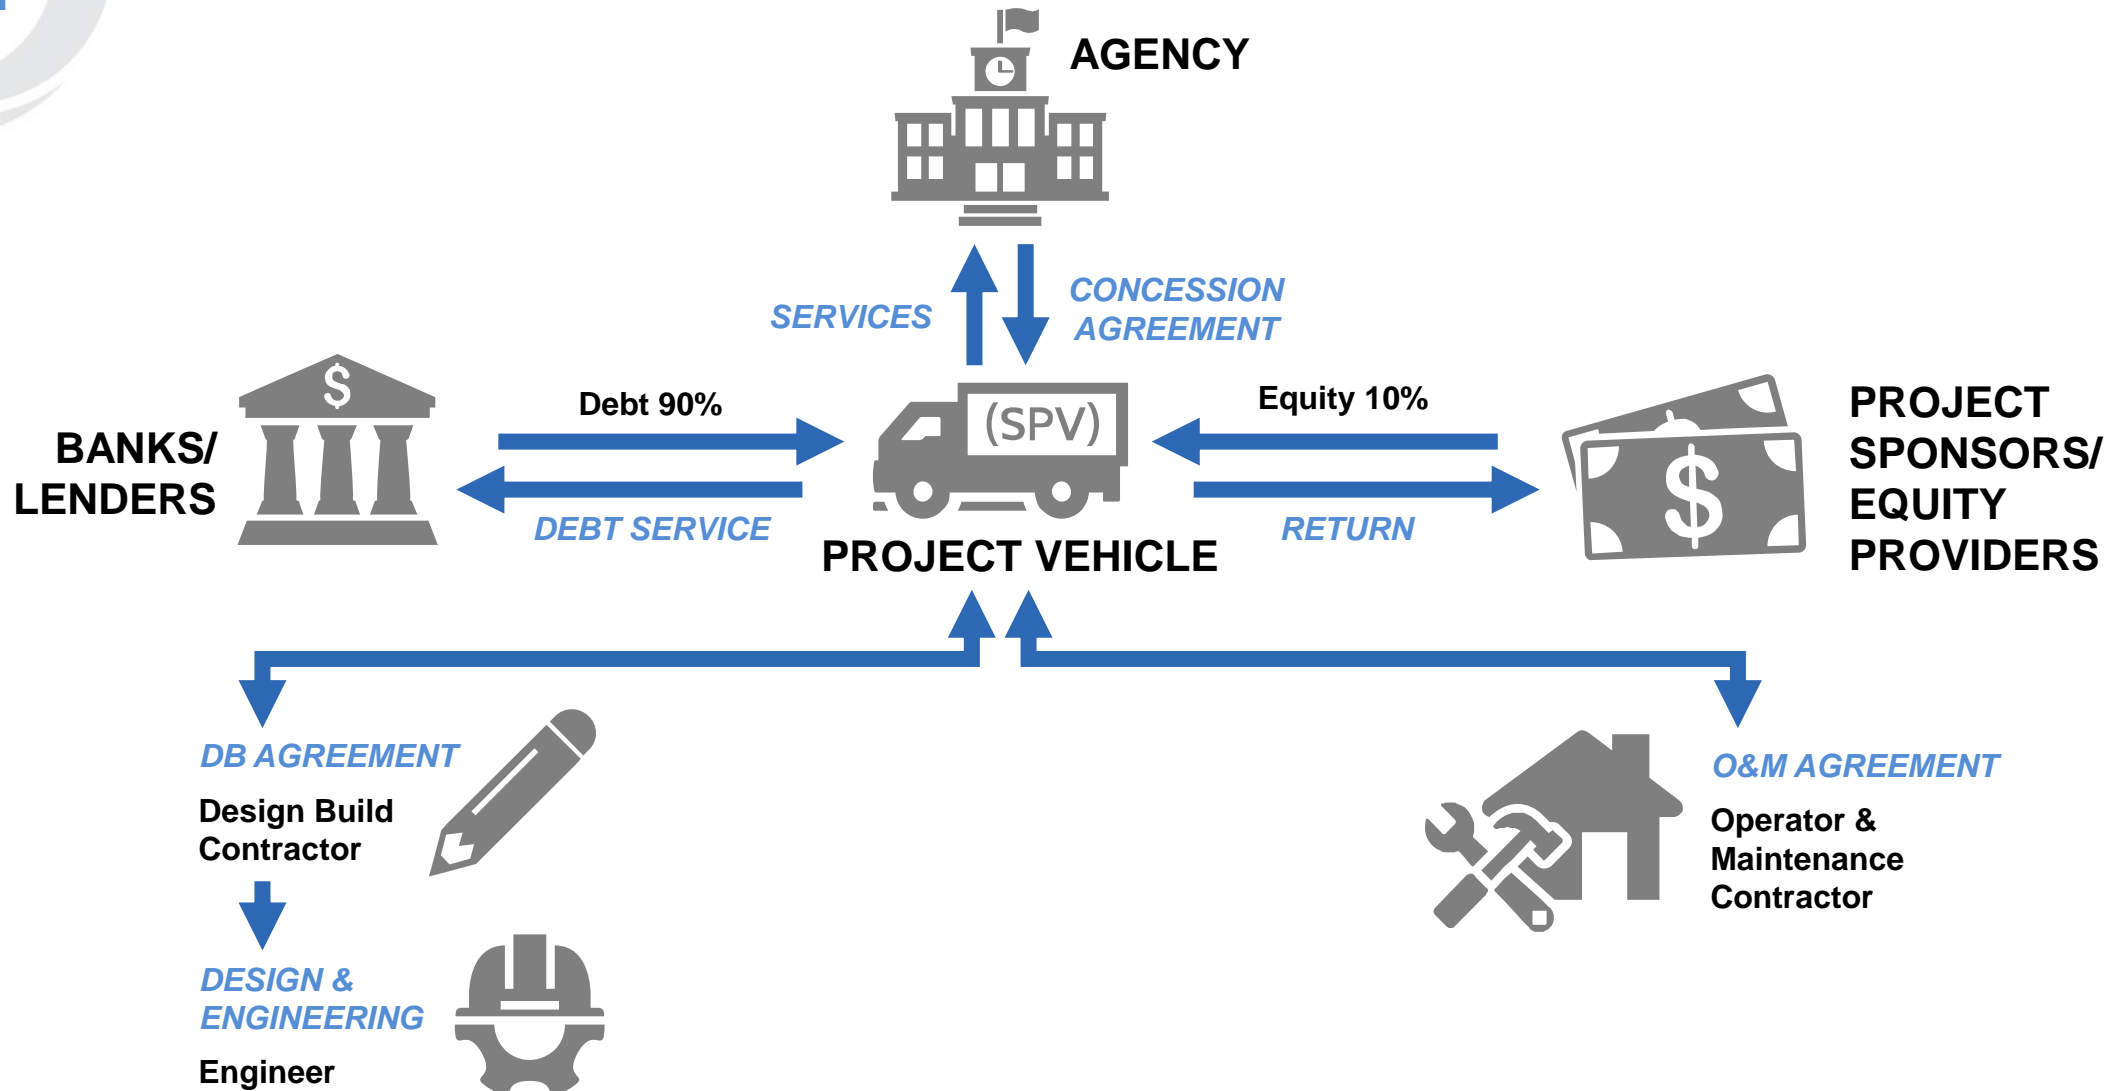 AGENCY
SERVICES
CONCESSION
AGREEMENT
BANKS/
LENDERS
$
Debt 90%
DEBT SERVICE
(SPV)
PROJECT VEHICLE
Equity 10%
RETURN
$
PROJECT
SPONSORS/
EQUITY
PROVIDERS
DB AGREEMENT
Design Build
Contractor
DESIGN &
ENGINEERING
Engineer
O&M AGREEMENT
Operator &
Maintenance
Contractor